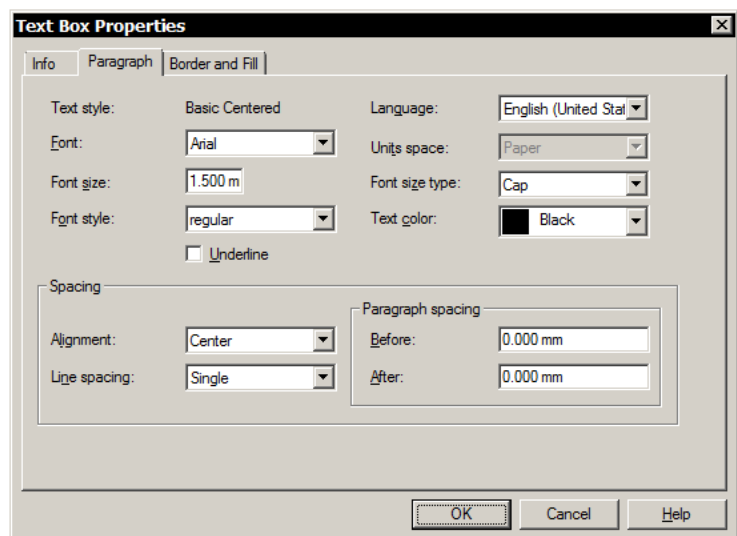 Text Box Properties
Info Paragraph Border and Fill
Text style: Basic Centered Language: English (United Stat
Font: Arial Units space: Paper
Font size: 1.500 m Font size type: Cap
Font style: regular Text color: Black
Underline
Spacing
Paragraph spacing
Alignment: Center Before: 0.000 mm
Line spacing: Single After: 0.000 mm
OK Cancel Help